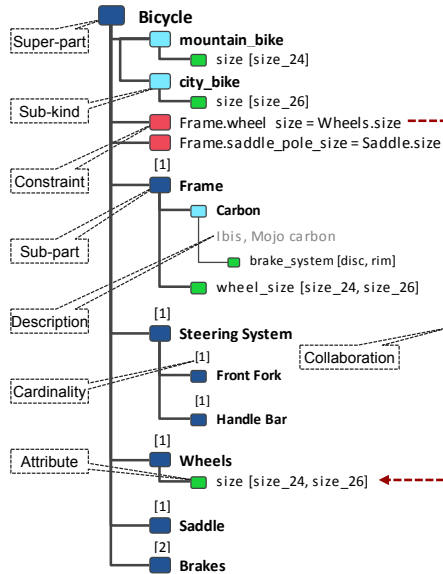 Bicycle
Super-part
mountain_bike
size [size_24]
city_bike
Sub-kind
size [size_26]
Frame.wheel size = Wheels.size
Frame.saddle_pole_size = Saddle.size
[1]
Constraint
Frame
Carbon
Sub-part
Ibis, Mojo carbon
brake_system [disc, rim]
wheel_size [size_24, size_26]
Description
[1]
Steering System
[1]
Collaboration
Front Fork
Cardinality
[1]
Handle Bar
[1]
Attribute
Wheels
size [size_24, size_26]
[1]
Saddle
[2]
Brakes